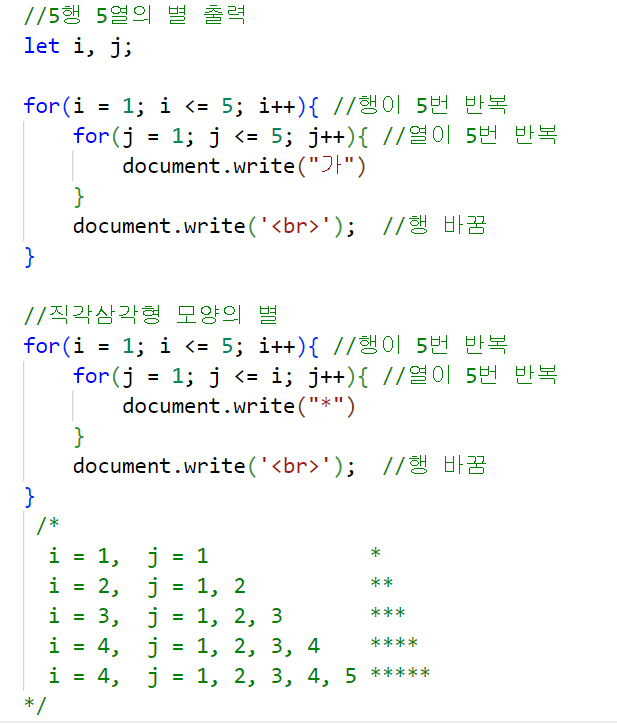 //5행 5열의 별 출력
let i, j;

for(i = 1; i <= 5; i++){ //행이 5번 반복
    for(j = 1; j <= 5; j++){ //열이 5번 반복
        document.write("가")
    }
    document.write('<br>');  //행 바꿈
}

//직각삼각형 모양의 별
for(i = 1; i <= 5; i++){ //행이 5번 반복
    for(j = 1; j <= i; j++){ //열이 5번 반복
        document.write("*")
    }
    document.write('<br>');  //행 바꿈
}
 /*
  i = 1,  j = 1             *
  i = 2,  j = 1, 2          **
  i = 3,  j = 1, 2, 3       ***
  i = 4,  j = 1, 2, 3, 4    ****
  i = 4,  j = 1, 2, 3, 4, 5 *****
*/